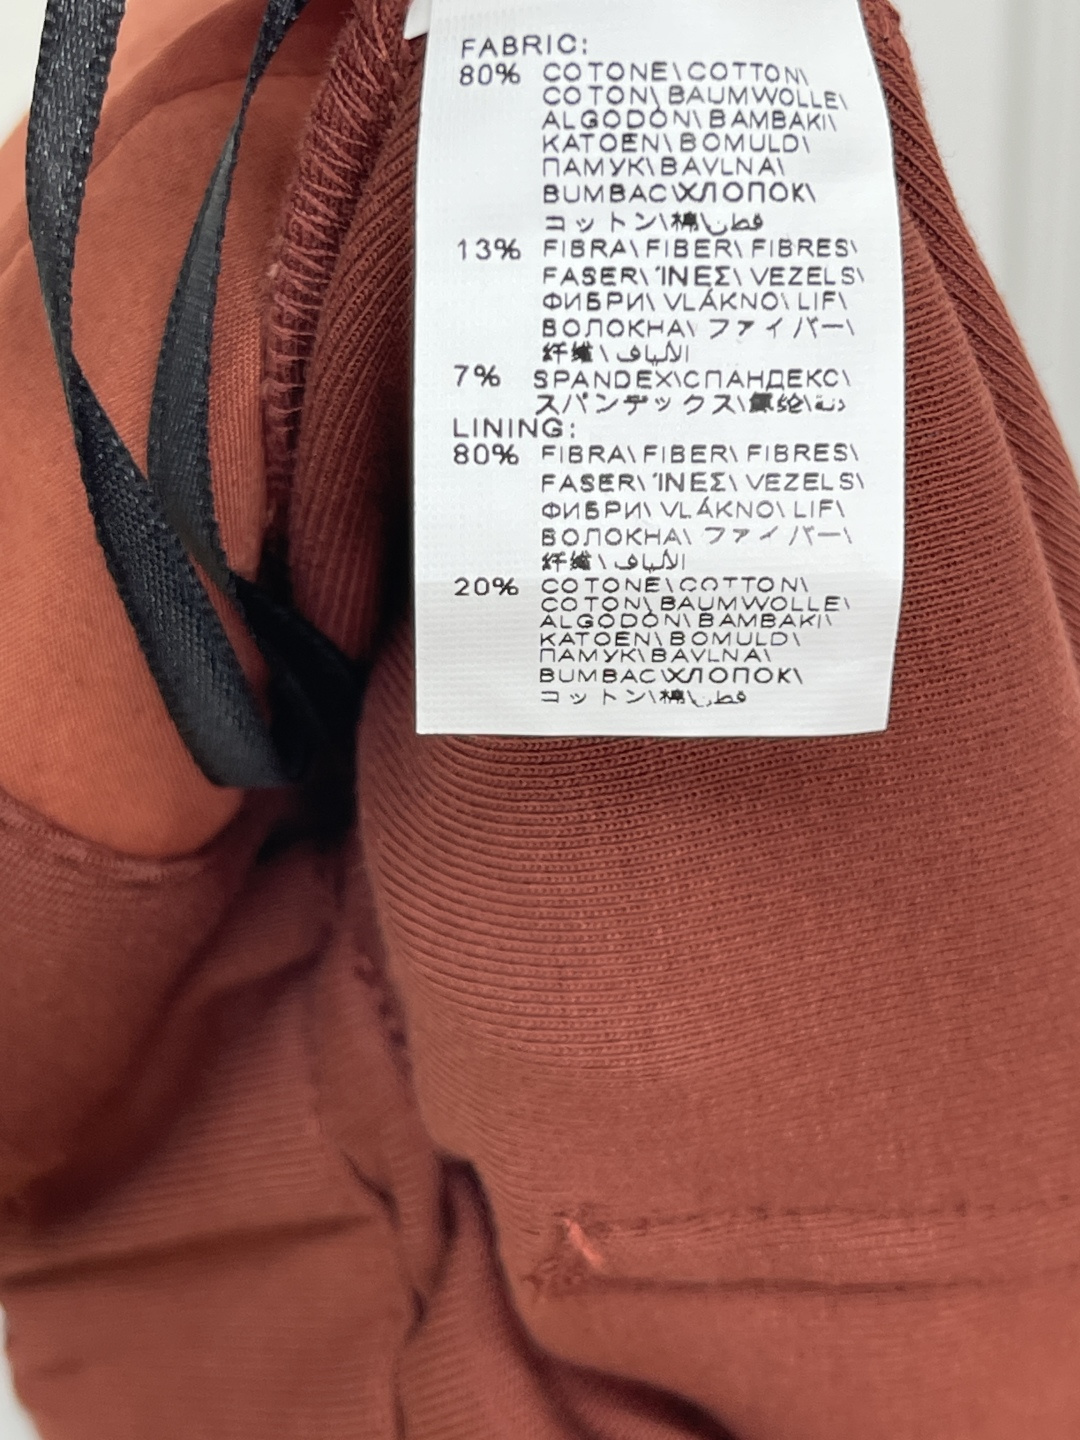 FABRIC:
80% COTONE\COTTON\
COTON\BAUMWOLLE\
ALGODÓN\BAMBAKI\
KATOEN\BOMULD\
ПАМУК\BAVLNA\
BUMBAC\ХЛОПОК\
コットン\棉\قطن
13% FIBRA\FIBER\FIBRES\
FASER\ΊΝΕΣ\VEZELS\
ФИБРИ\VLÁKNO\LIF\
ВОЛОКНА\ファイバー\
纤维\الألياف
7% SPANDEX\СПАНДЕКС\
スパンデックス\氨纶\
LINING:
80% FIBRA\FIBER\FIBRES\
FASER\ΊΝΕΣ\VEZELS\
ФИБРИ\VLÁKNO\LIF\
ВОЛОКНА\ファイバー\
纤维\الألياف
20% COTONE\COTTON\
COTON\BAUMWOLLE\
ALGODÓN\BAMBAKI\
KATOEN\BOMULD\
ПАМУК\BAVLNA\
BUMBAC\ХЛОПОК\
コットン\棉\قطن